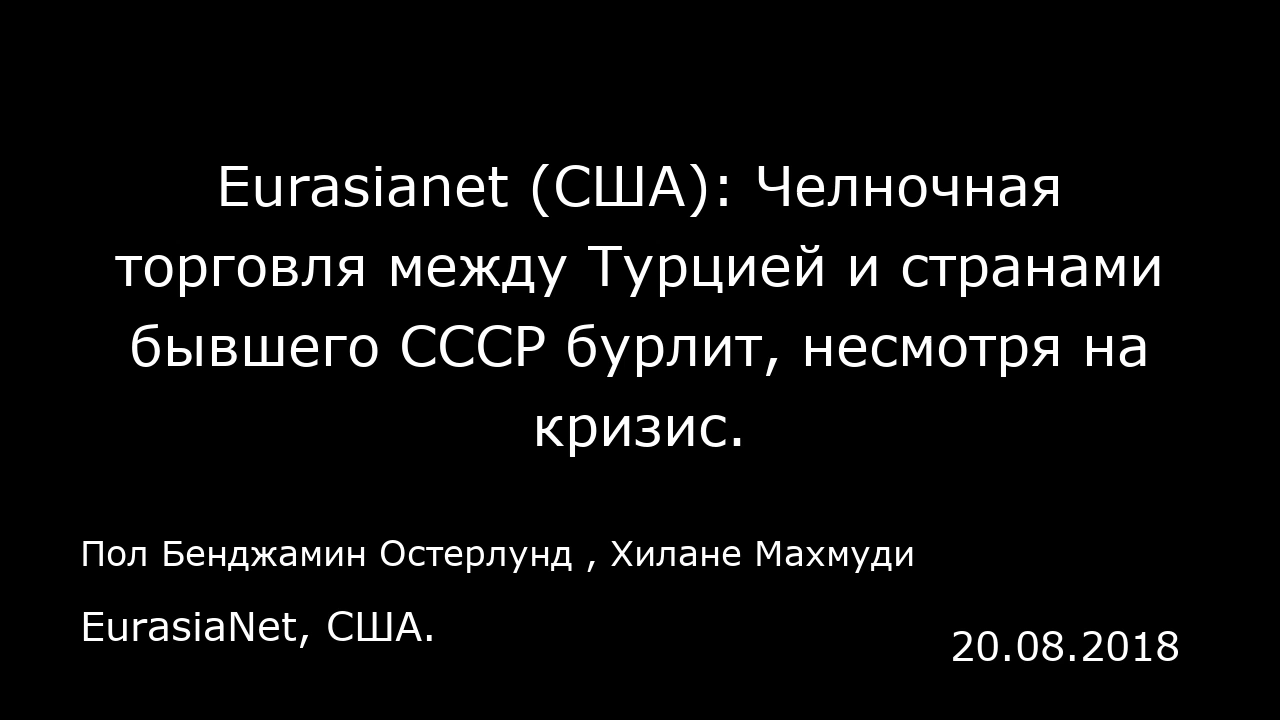 Eurasianet (США): Челночная
торговля между Турцией и странами
бывшего СССР бурлит, несмотря на
кризис.
Пол Бенджамин Остерлунд , Хилане Махмуди
EurasiaNet, США.
20.08.2018